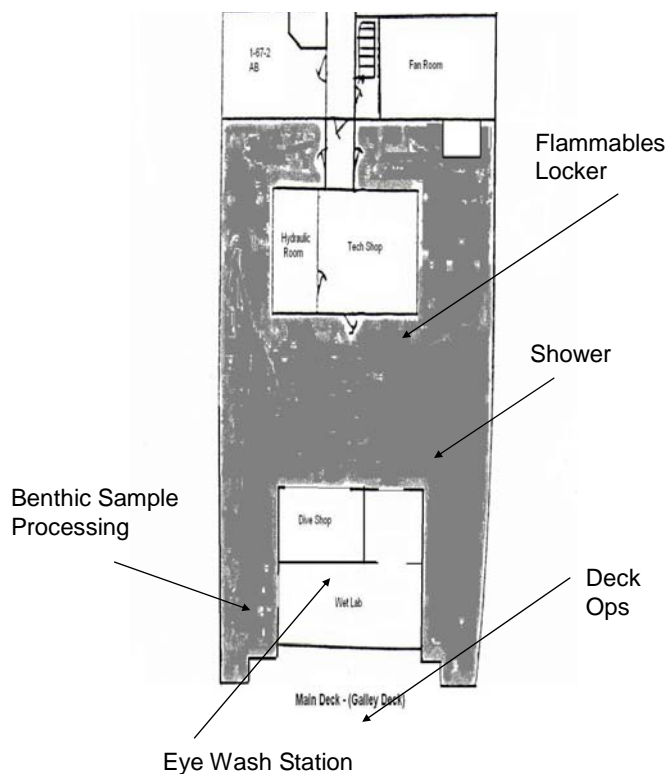 1-67-2
AB
Fan Room
Flammables
Locker
Hydraulic
Room
Tech Shop
Shower
Benthic Sample
Processing
Dive Shop
Deck
Ops
Wet Lab
Main Deck - (Galley Deck)
Eye Wash Station